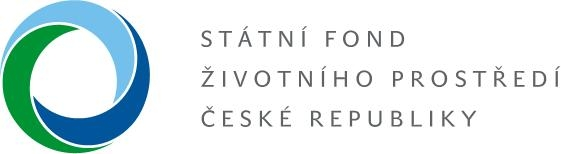 STÁTNÍ FOND
ŽIVOTNÍHO PROSTŘEDÍ
ČESKÉ REPUBLIKY